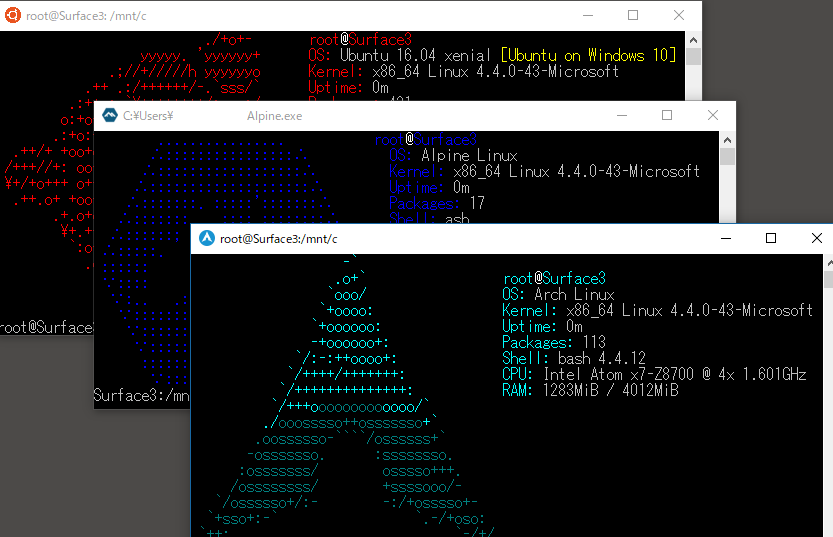 root@Surface3: /mnt/c
root@Surface3
OS: Ubuntu 16.04 xenial [Ubuntu on Windows 10]
Kernel: x86_64 Linux 4.4.0-43-Microsoft
Uptime: 0m
C:¥Users¥ Alpine.exe
root@Surface3
OS: Alpine Linux
Kernel: x86_64 Linux 4.4.0-43-Microsoft
Uptime: 0m
Packages: 17
Shell: ash
root@Surface3:/mnt/c
root@Surface3
OS: Arch Linux
Kernel: x86_64 Linux 4.4.0-43-Microsoft
Uptime: 0m
Packages: 113
Shell: bash 4.4.12
CPU: Intel Atom x7-Z8700 @ 4x 1.601GHz
RAM: 1283MiB / 4012MiB
root@Surface3
Surface3:/mn